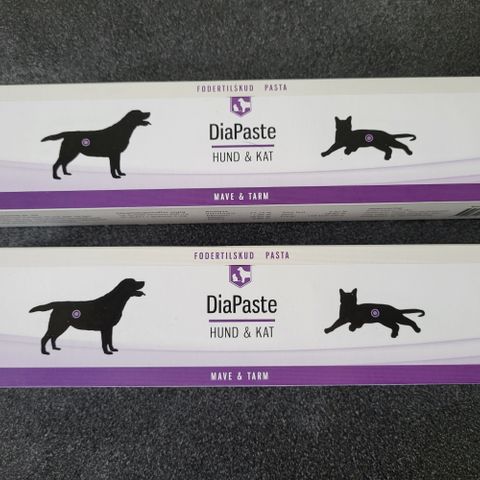 FODERTILSKUD PASTA
DiaPaste
HUND & KAT
MAVE & TARM
FODERTILSKUD PASTA
DiaPaste
HUND & KAT
MAVE & TARM